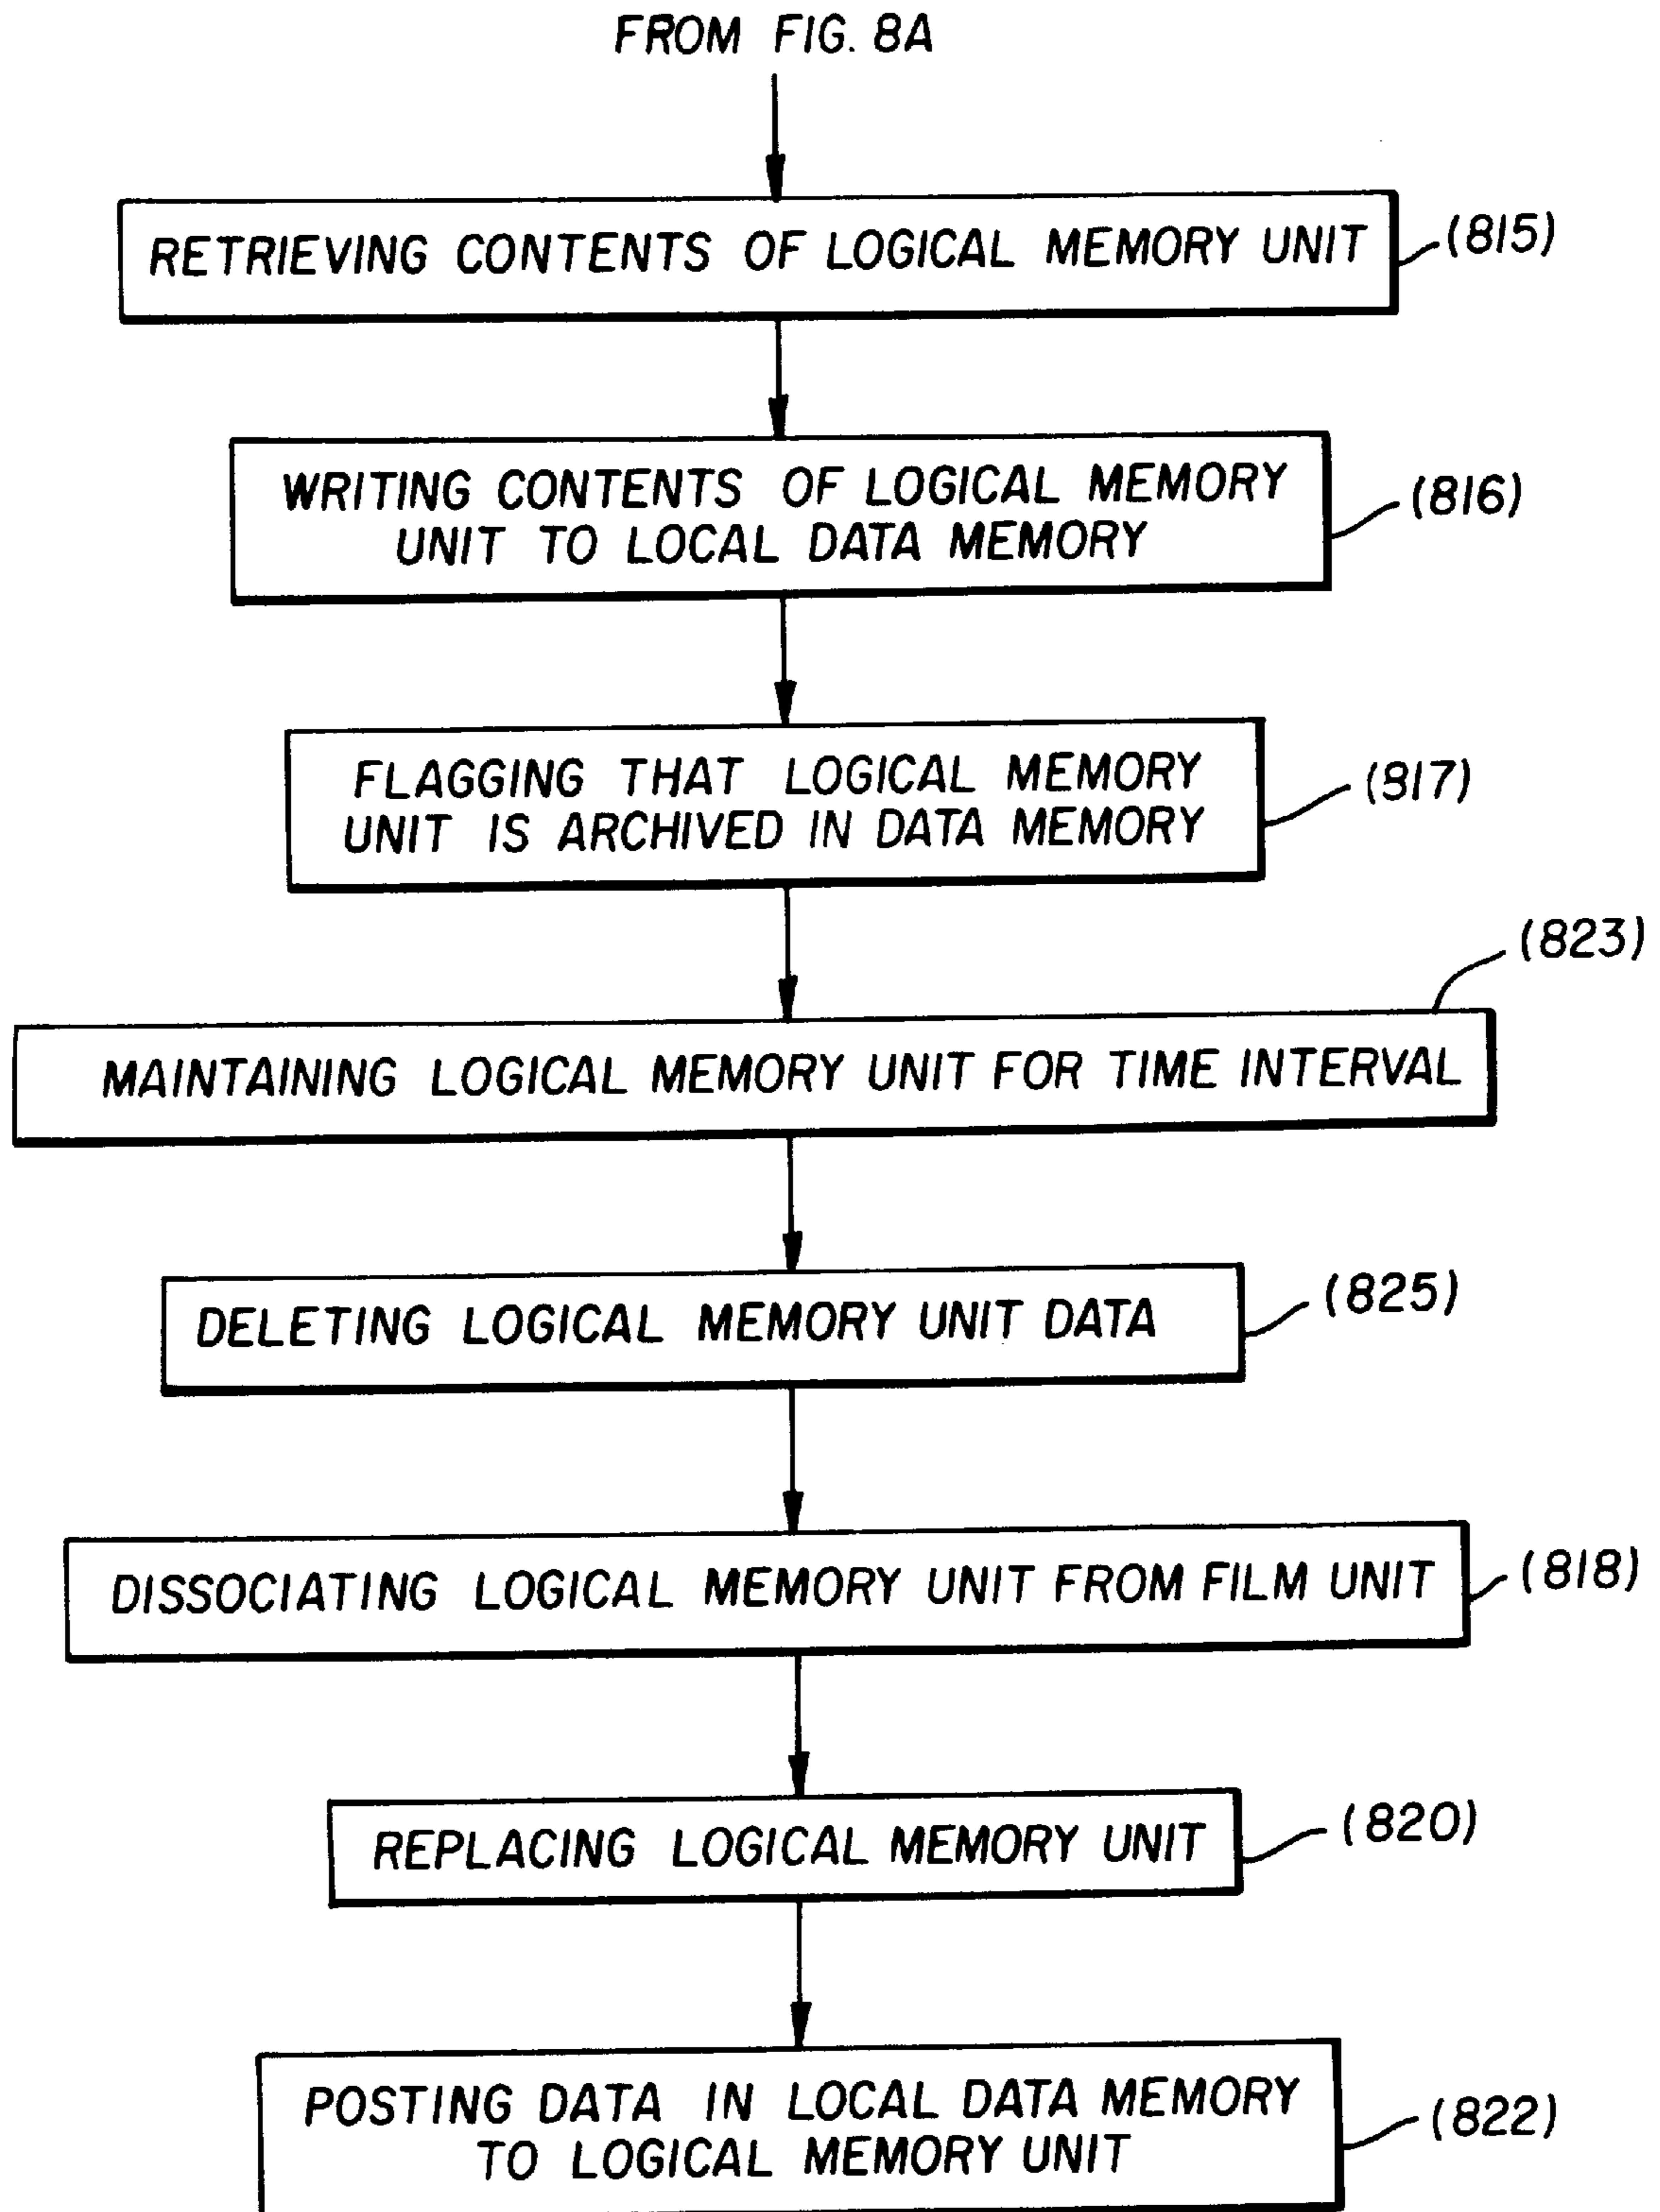 FROM FIG. 8A
RETRIEVING CONTENTS OF LOGICAL MEMORY UNIT
(815)
WRITING CONTENTS OF LOGICAL MEMORY
UNIT TO LOCAL DATA MEMORY
(816)
FLAGGING THAT LOGICAL MEMORY
UNIT IS ARCHIVED IN DATA MEMORY
(817)
(823)
MAINTAINING LOGICAL MEMORY UNIT FOR TIME INTERVAL
DELETING LOGICAL MEMORY UNIT DATA
(825)
DISSOCIATING LOGICAL MEMORY UNIT FROM FILM UNIT
(818)
REPLACING LOGICAL MEMORY UNIT
(820)
POSTING DATA IN LOCAL DATA MEMORY
TO LOGICAL MEMORY UNIT
(822)